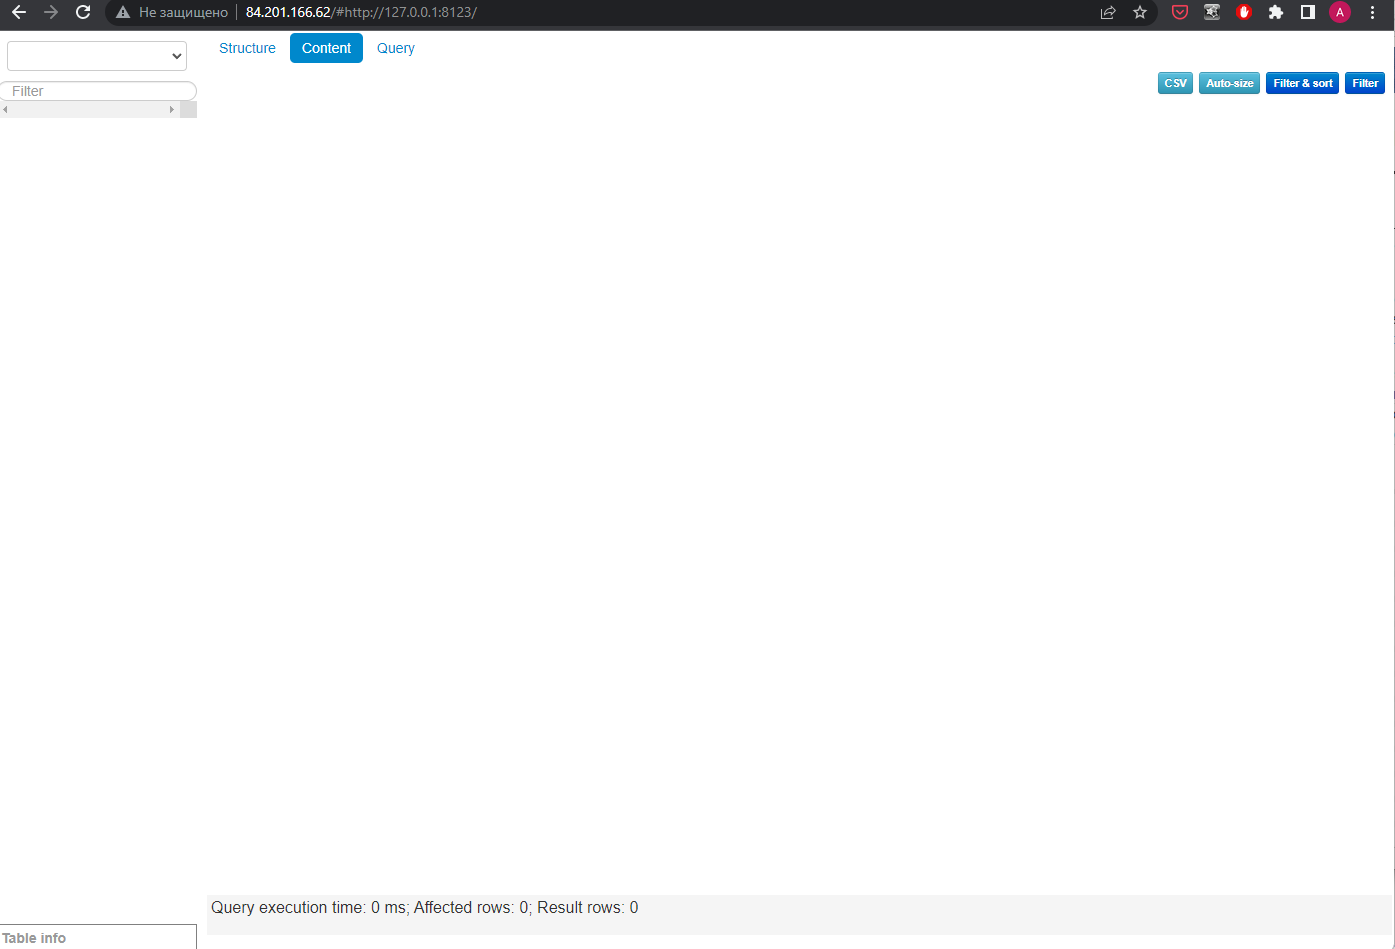 Не защищено 84.201.166.62/#http://127.0.0.1:8123/
A
Structure Content Query
Filter
CSV Auto-size Filter & sort Filter
Query execution time: 0 ms; Affected rows: 0; Result rows: 0
Table info